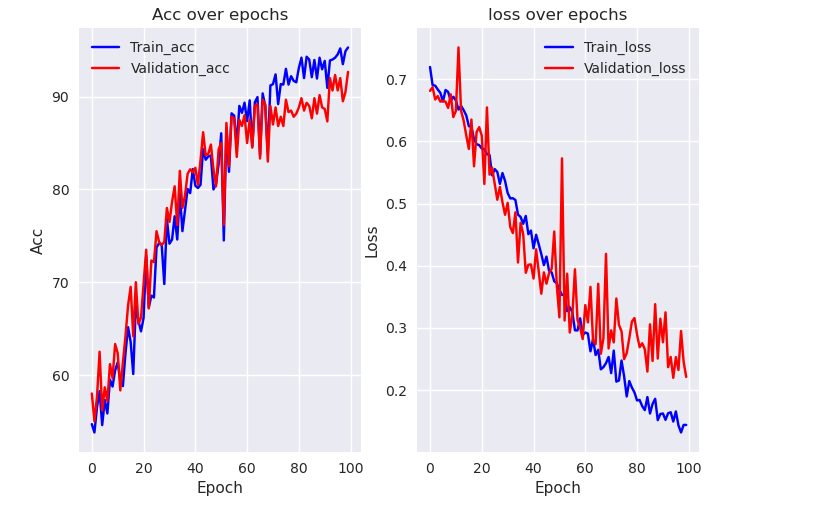 Acc over epochs
Train_acc
Validation_acc
90
80
70
60
Acc
0 20 40 60 80 100
Epoch
loss over epochs
Train_loss
Validation_loss
0.7
0.6
0.5
0.4
0.3
0.2
Loss
0 20 40 60 80 100
Epoch